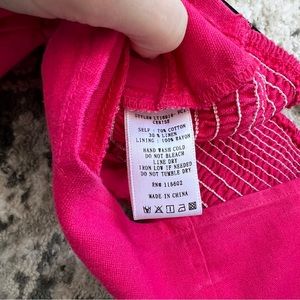 SELF : 70% COTTON
30 % LINEN
LINING : 100% RAYON
HAND WASH COLD
DO NOT BLEACH
LINE DRY
IRON LOW IF NEEDED
DO NOT TUMBLE DRY
RN# 115602
MADE IN CHINA